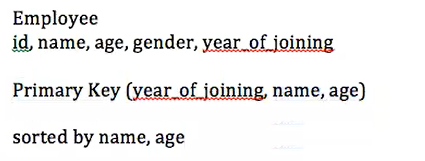 Employee
id, name, age, gender, year_of_joining
Primary Key (year_of_joining, name, age)
sorted by name, age